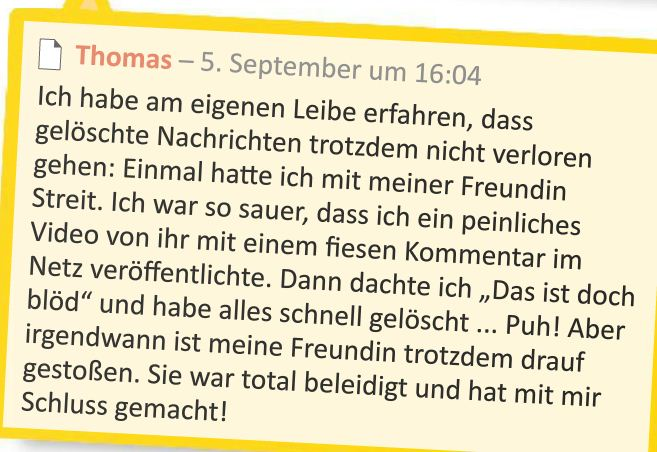 Thomas – 5. September um 16:04
Ich habe am eigenen Leibe erfahren, dass
gelöschte Nachrichten trotzdem nicht verloren
gehen: Einmal hatte ich mit meiner Freundin
Streit. Ich war so sauer, dass ich ein peinliches
Video von ihr mit einem fiesen Kommentar im
Netz veröffentlichte. Dann dachte ich „Das ist doch
blöd“ und habe alles schnell gelöscht ... Puh! Aber
irgendwann ist meine Freundin trotzdem drauf
gestoßen. Sie war total beleidigt und hat mit mir
Schluss gemacht!